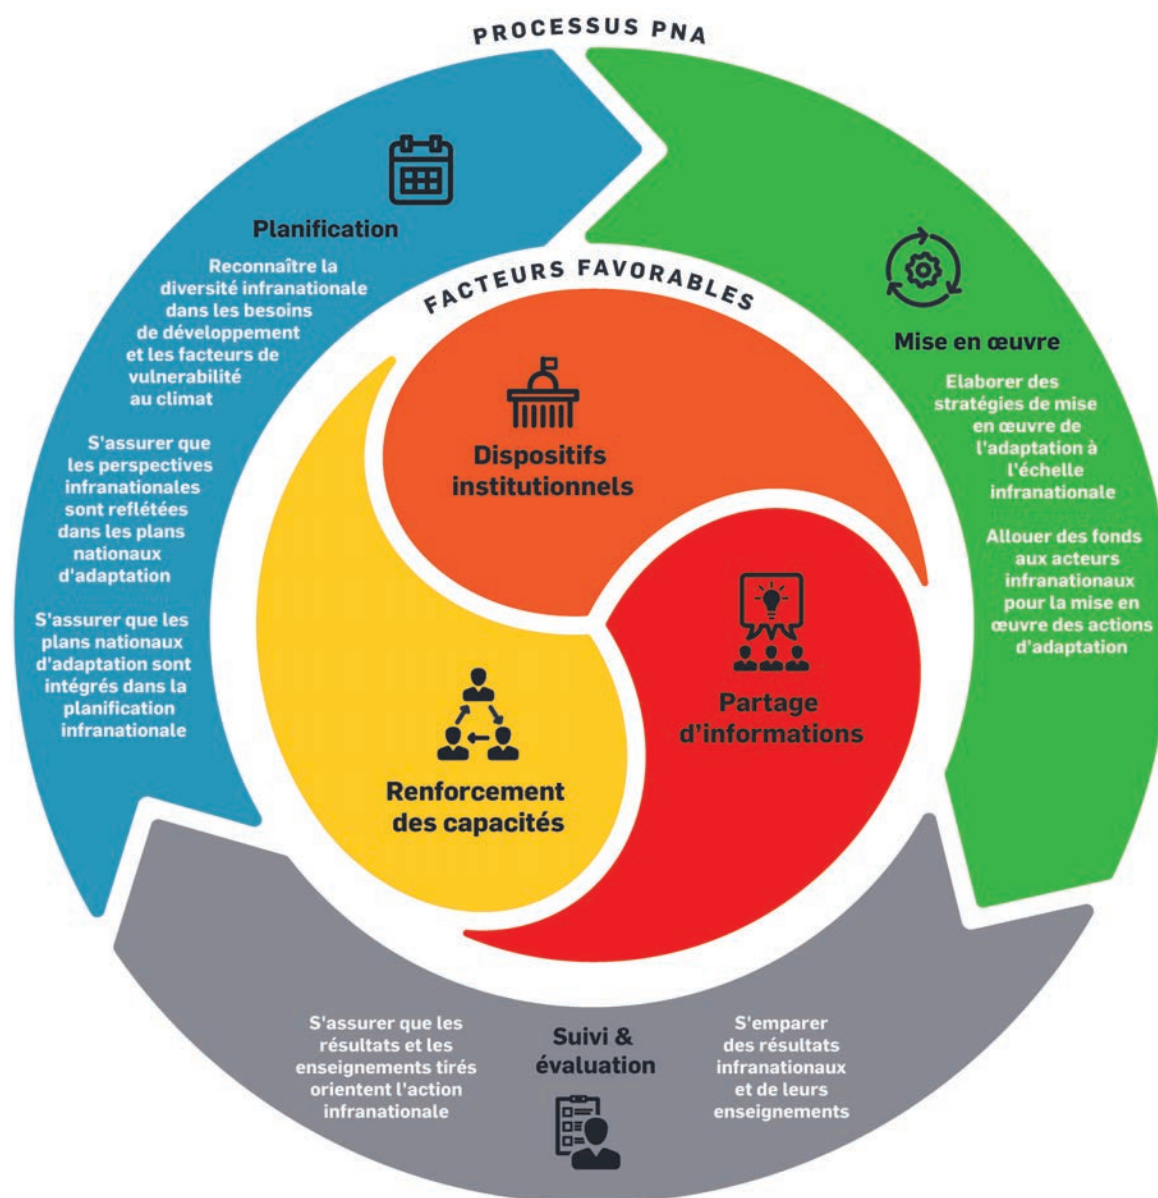 PROCESSUS PNA
Planification
Reconnaître la
diversité infranationale
dans les besoins
de développement
et les facteurs de
vulnerabilité
au climat
S'assurer que
les perspectives
infranationales
sont reflétées
dans les plans
nationaux
d'adaptation
S'assurer que les
plans nationaux
d'adaptation sont
intégrés dans la
planification
infranationale
Mise en œuvre
Elaborer des
stratégies de mise
en œuvre de
l'adaptation à
l'échelle
infranationale
Allouer des fonds
aux acteurs
infranationaux
pour la mise en
œuvre des actions
d'adaptation
FACTEURS FAVORABLES
Dispositifs
institutionnels
Partage
d'informations
Renforcement
des capacités
Suivi &
évaluation
S'emparer
des résultats
infranationaux
et de leurs
enseignements
S'assurer que les
résultats et les
enseignements tirés
orientent l'action
infranationale